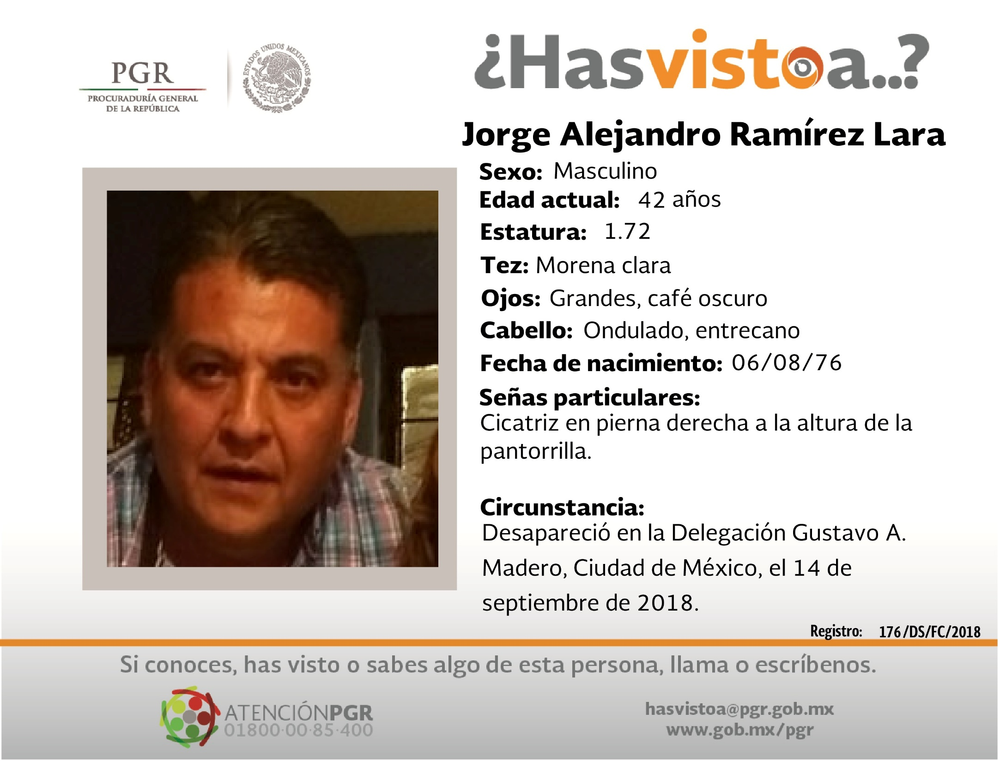 PGR
PROCURADURÍA GENERAL
DE LA REPÚBLICA
ESTADOS UNIDOS MEXICANOS
¿Hasvistoa..?
Jorge Alejandro Ramírez Lara
Sexo: Masculino
Edad actual: 42 años
Estatura: 1.72
Tez: Morena clara
Ojos: Grandes, café oscuro
Cabello: Ondulado, entrecano
Fecha de nacimiento: 06/08/76
Señas particulares:
Cicatriz en pierna derecha a la altura de la
pantorrilla.
Circunstancia:
Desapareció en la Delegación Gustavo A.
Madero, Ciudad de México, el 14 de
septiembre de 2018.
Registro: 176/DS/FC/2018
Si conoces, has visto o sabes algo de esta persona, llama o escríbenos.
ATENCIÓNPGR
01800·00·85·400
hasvistoa@pgr.gob.mx
www.gob.mx/pgr